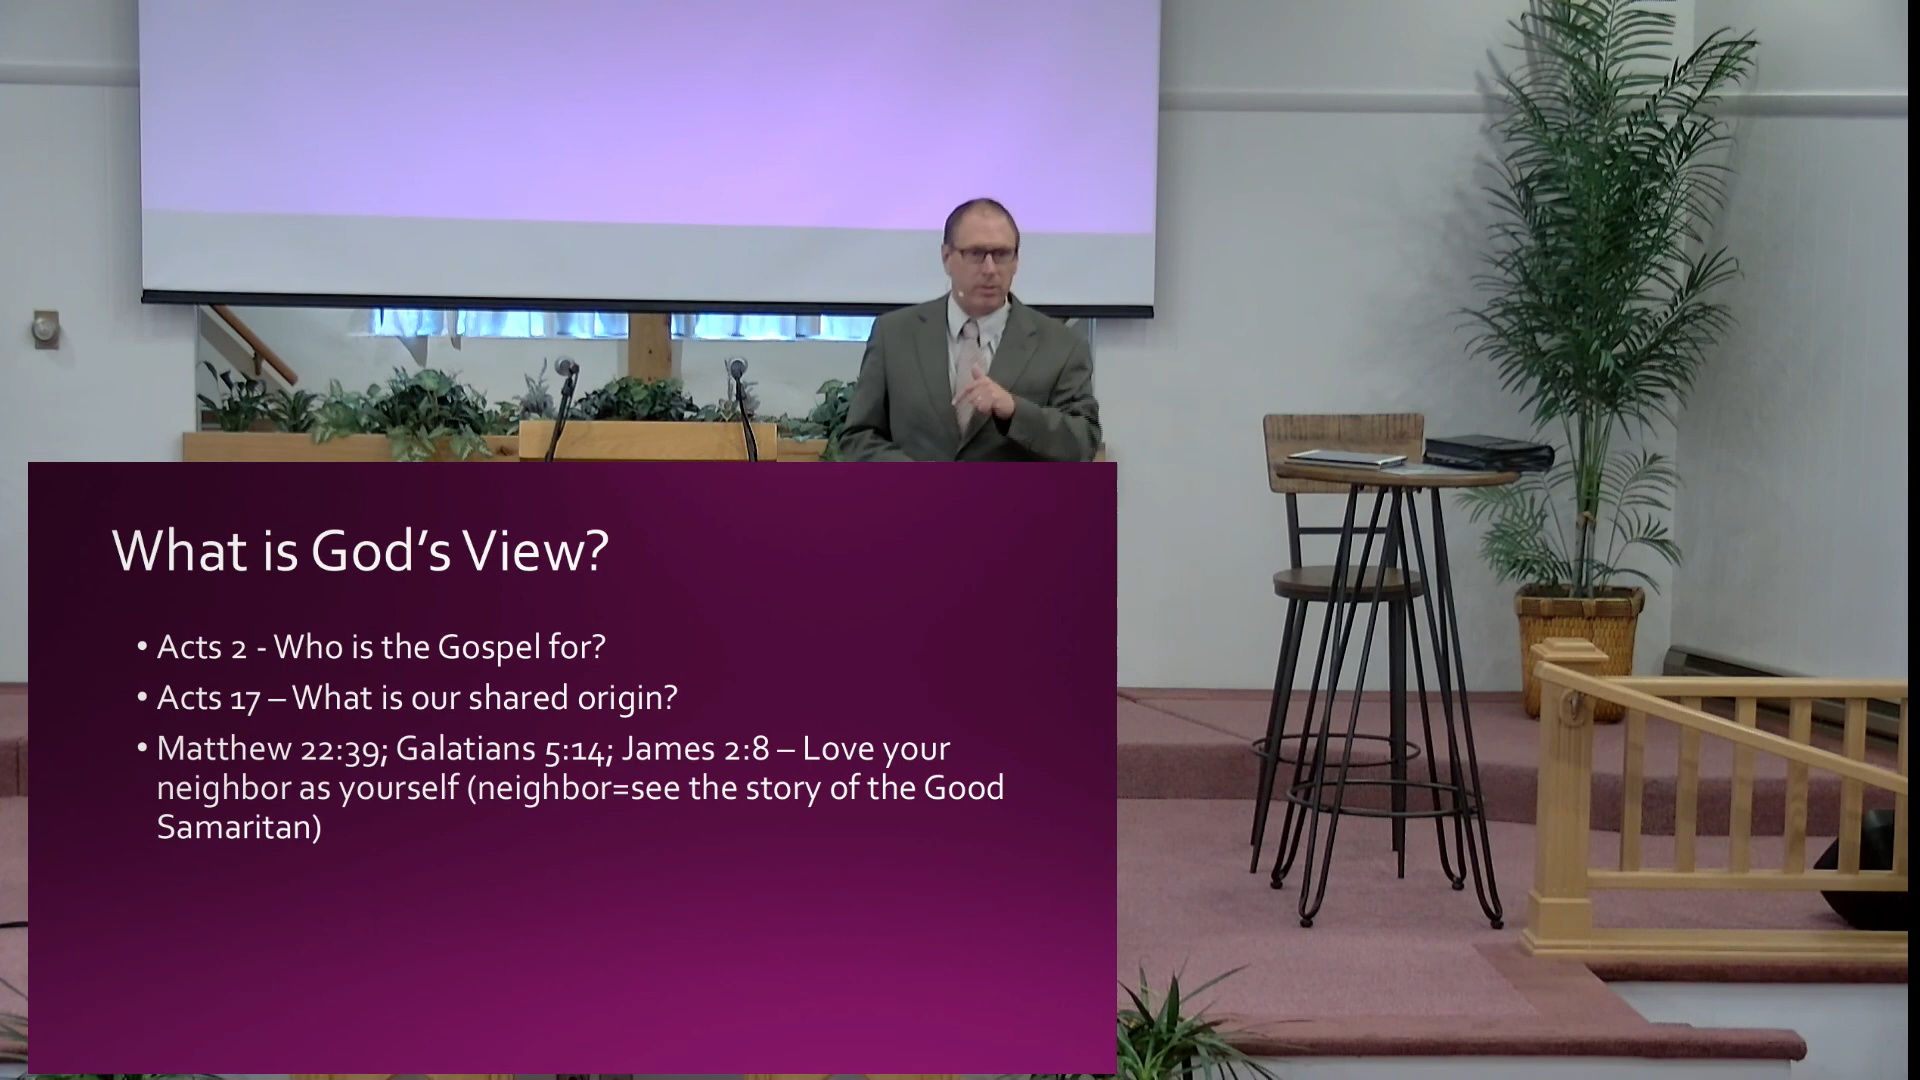 What is God's View?
• Acts 2 - Who is the Gospel for?
• Acts 17 – What is our shared origin?
• Matthew 22:39; Galatians 5:14; James 2:8 – Love your
neighbor as yourself (neighbor=see the story of the Good
Samaritan)